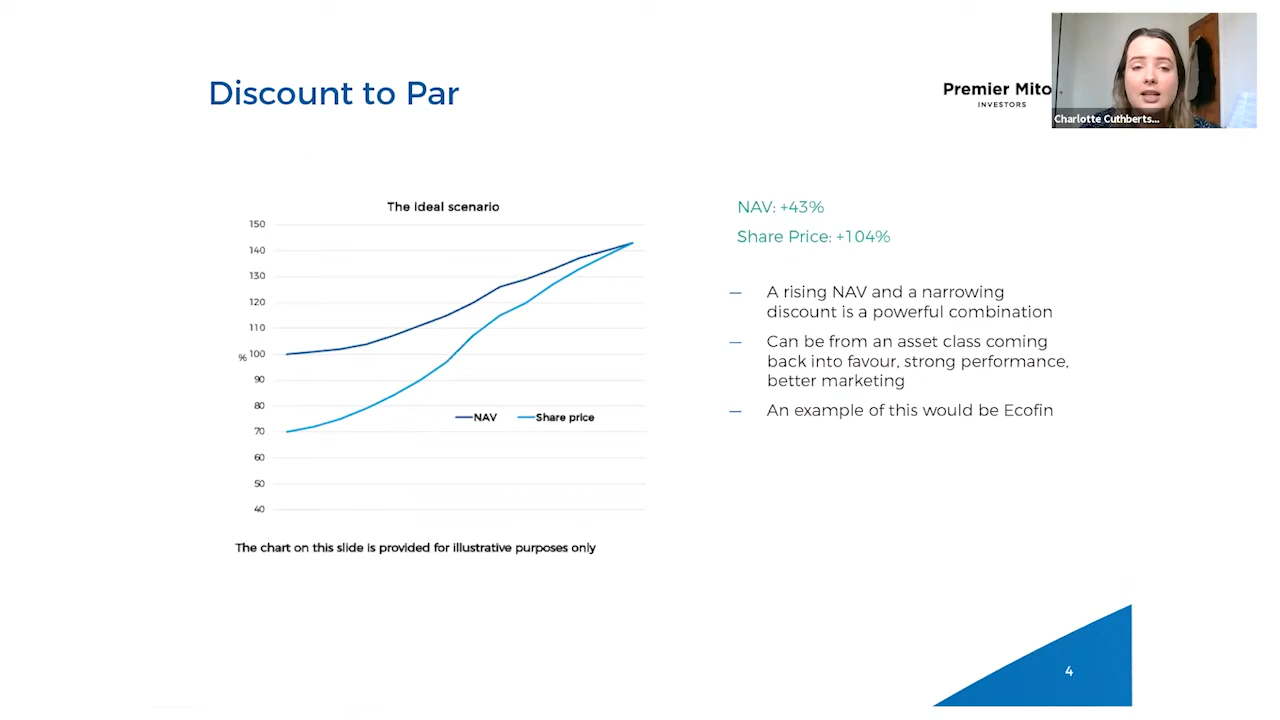 Discount to Par
Premier Mito
INVESTORS
Charlotte Cuthberts...
The ideal scenario
150
140
130
120
110
% 100
90
80
70
60
50
40
NAV
Share price
The chart on this slide is provided for illustrative purposes only
NAV: +43%
Share Price: +104%
— A rising NAV and a narrowing
discount is a powerful combination
— Can be from an asset class coming
back into favour, strong performance,
better marketing
— An example of this would be Ecofin
4